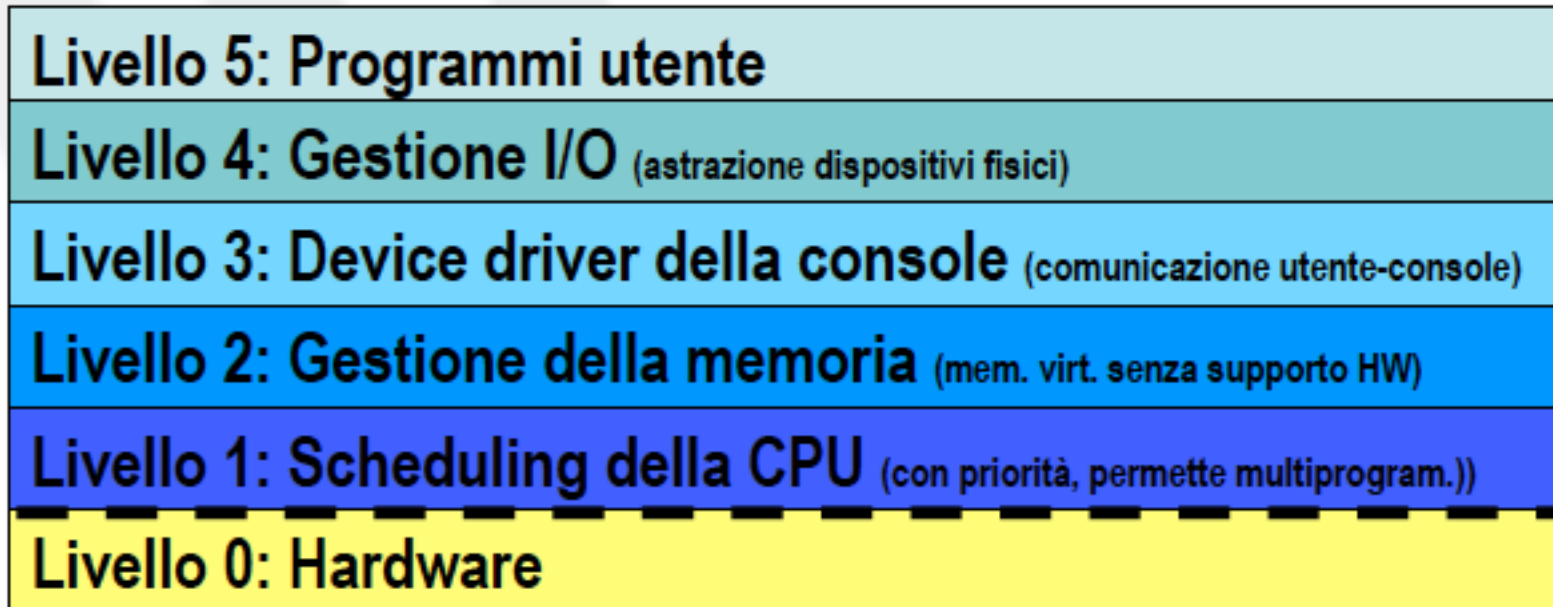 Livello 5: Programmi utente
Livello 4: Gestione I/O (astrazione dispositivi fisici)
Livello 3: Device driver della console (comunicazione utente-console)
Livello 2: Gestione della memoria (mem. virt. senza supporto HW)
Livello 1: Scheduling della CPU (con priorità, permette multiprogram.))
Livello 0: Hardware